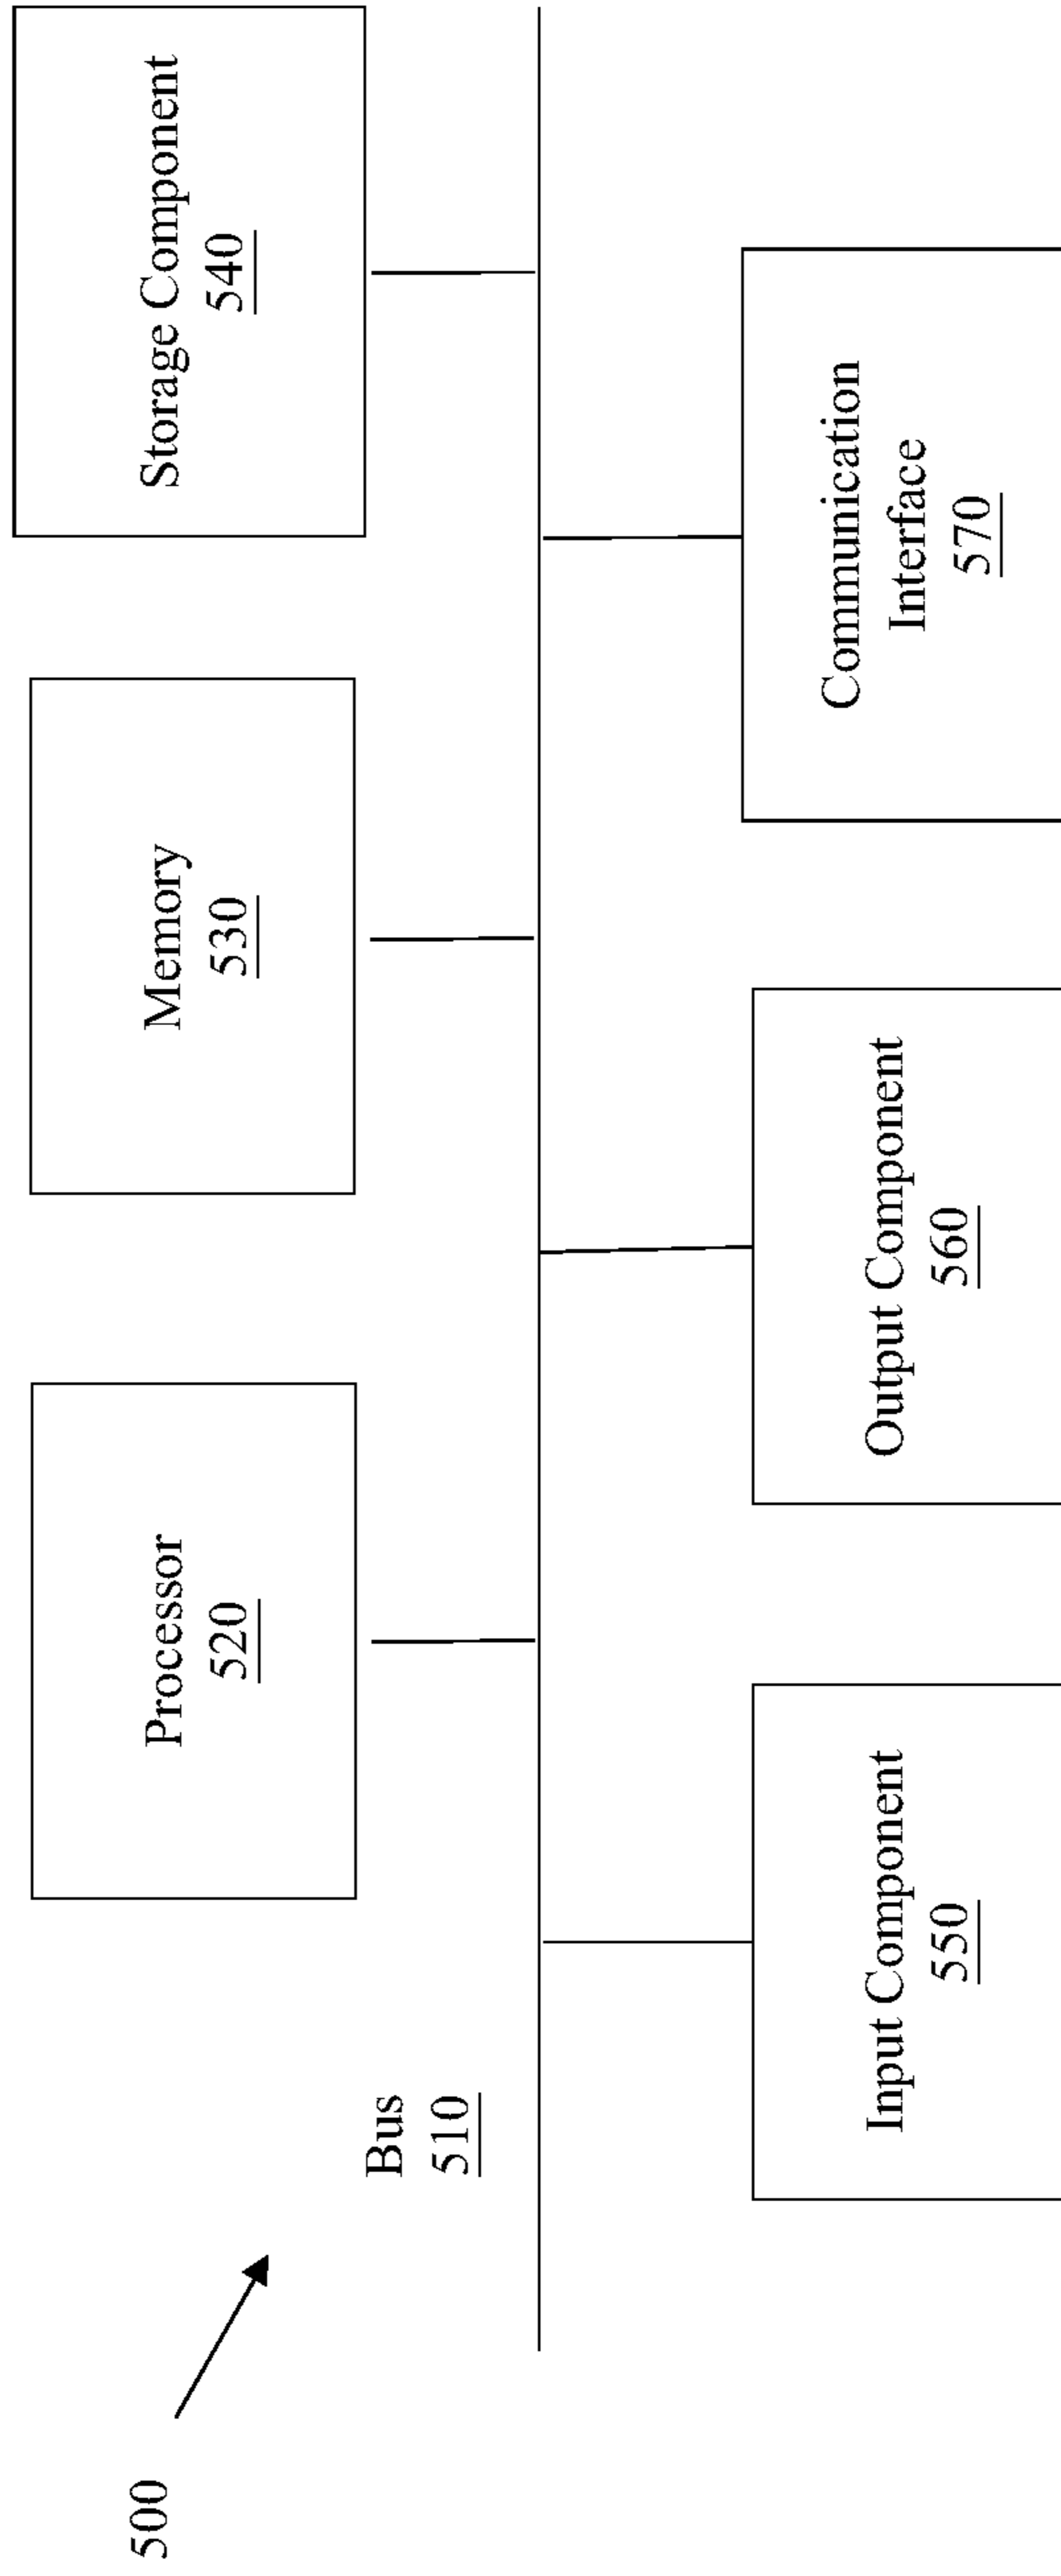 500
Bus
510
Processor
520
Memory
530
Storage Component
540
Input Component
550
Output Component
560
Communication
Interface
570